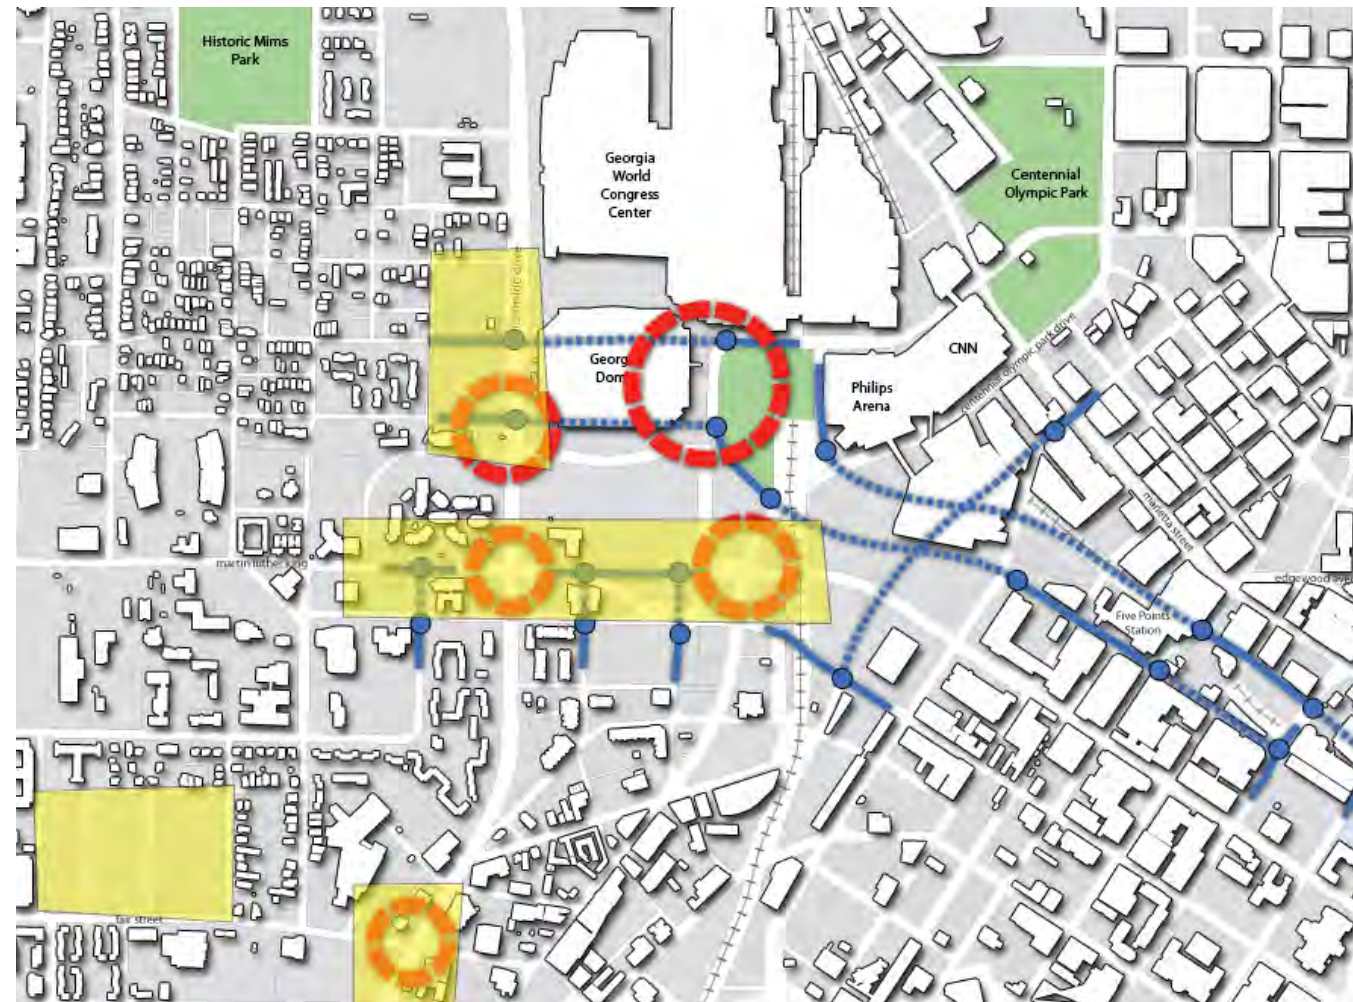 Historic Mims
Park
Georgia
World
Congress
Center
Centennial
Olympic Park
CNN
centennial olympic park drive
Georg
Dom
Philips
Arena
marietta street
martin luther king
edgewood ave
Five Points
Station
fair street